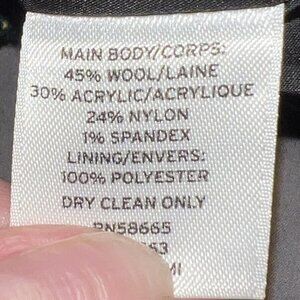 MAIN BODY/CORPS:
45% WOOL/LAINE
30% ACRYLIC/ACRYLIQUE
24% NYLON
1% SPANDEX
LINING/ENVERS:
100% POLYESTER
DRY CLEAN ONLY
RN58665